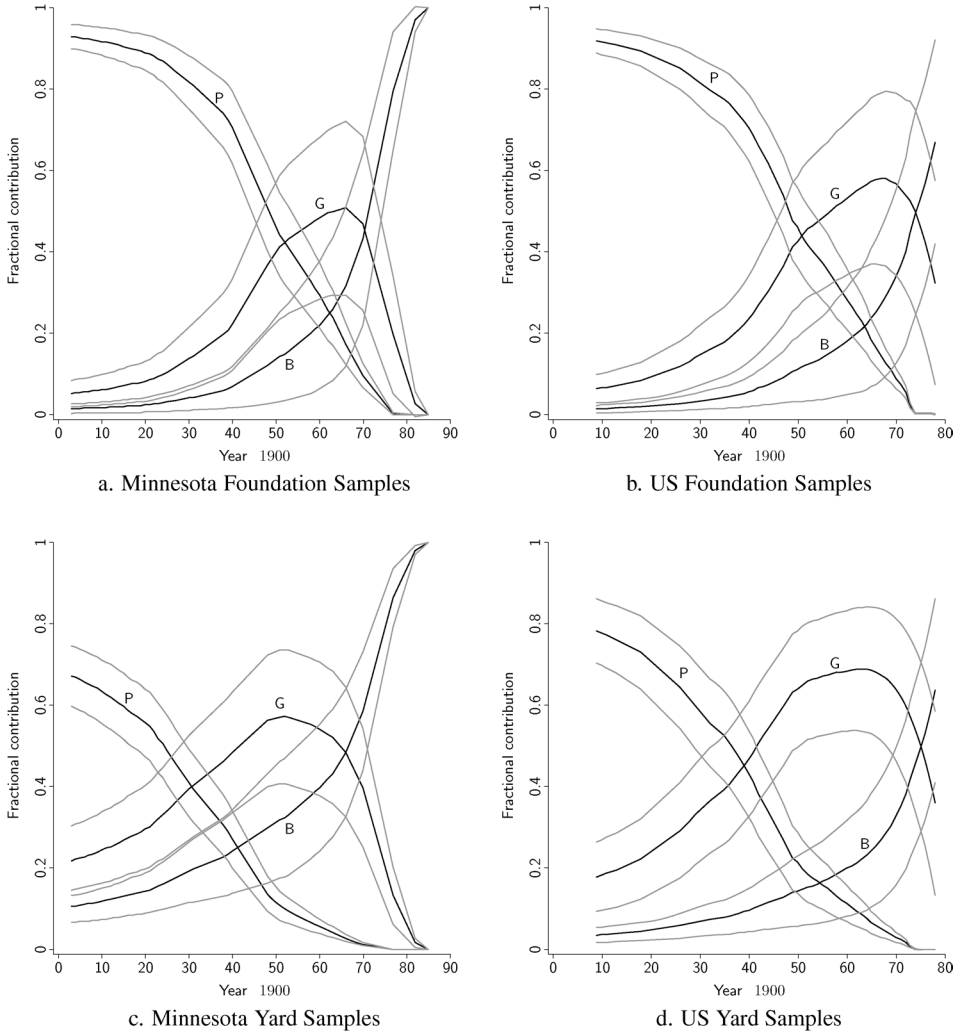 1
0.8
0.6
0.4
0.2
0
Fractional contribution
P
G
B
0 10 20 30 40 50 60 70 80 90
Year 1900
a. Minnesota Foundation Samples
1
0.8
0.6
0.4
0.2
0
Fractional contribution
P
G
B
0 10 20 30 40 50 60 70 80
Year 1900
b. US Foundation Samples
1
0.8
0.6
0.4
0.2
0
Fractional contribution
P
G
B
0 10 20 30 40 50 60 70 80 90
Year 1900
c. Minnesota Yard Samples
1
0.8
0.6
0.4
0.2
0
Fractional contribution
P
G
B
0 10 20 30 40 50 60 70 80
Year 1900
d. US Yard Samples